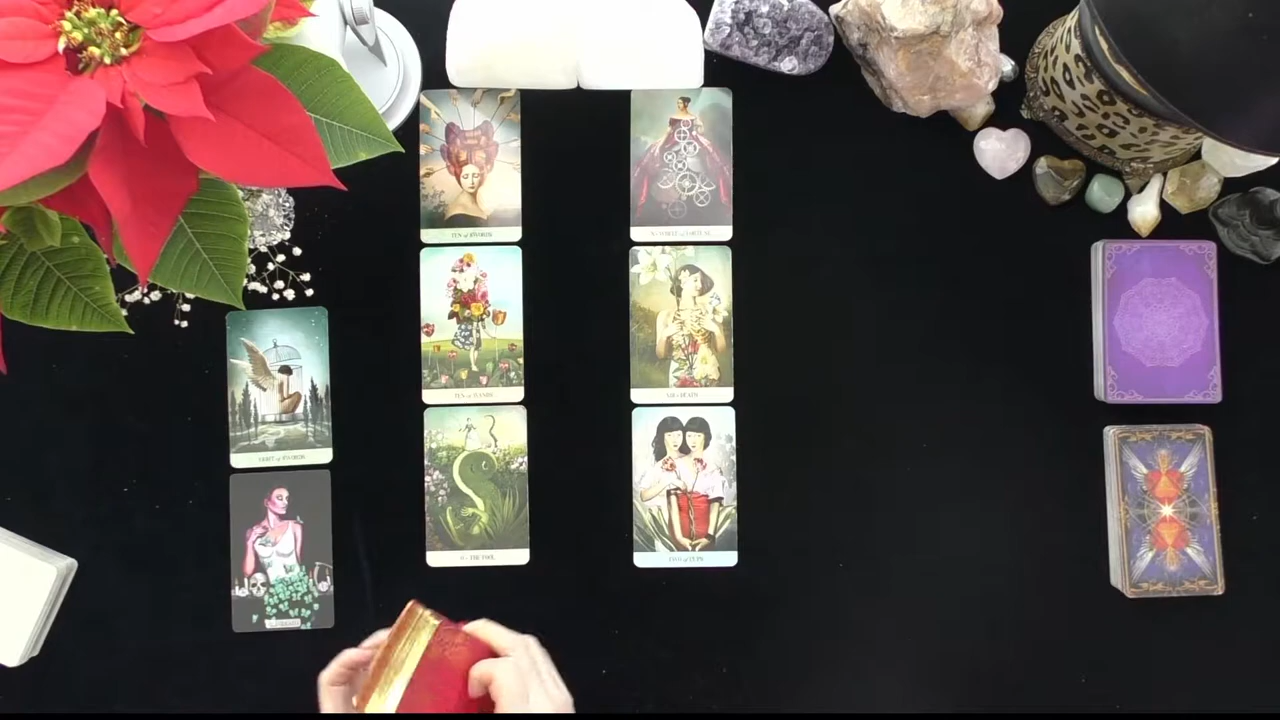 TEN of SWORDS
X • WHEEL of FORTUNE
TEN of WANDS
XIII • DEATH
EIGHT of SWORDS
0 • THE FOOL
TWO of CUPS